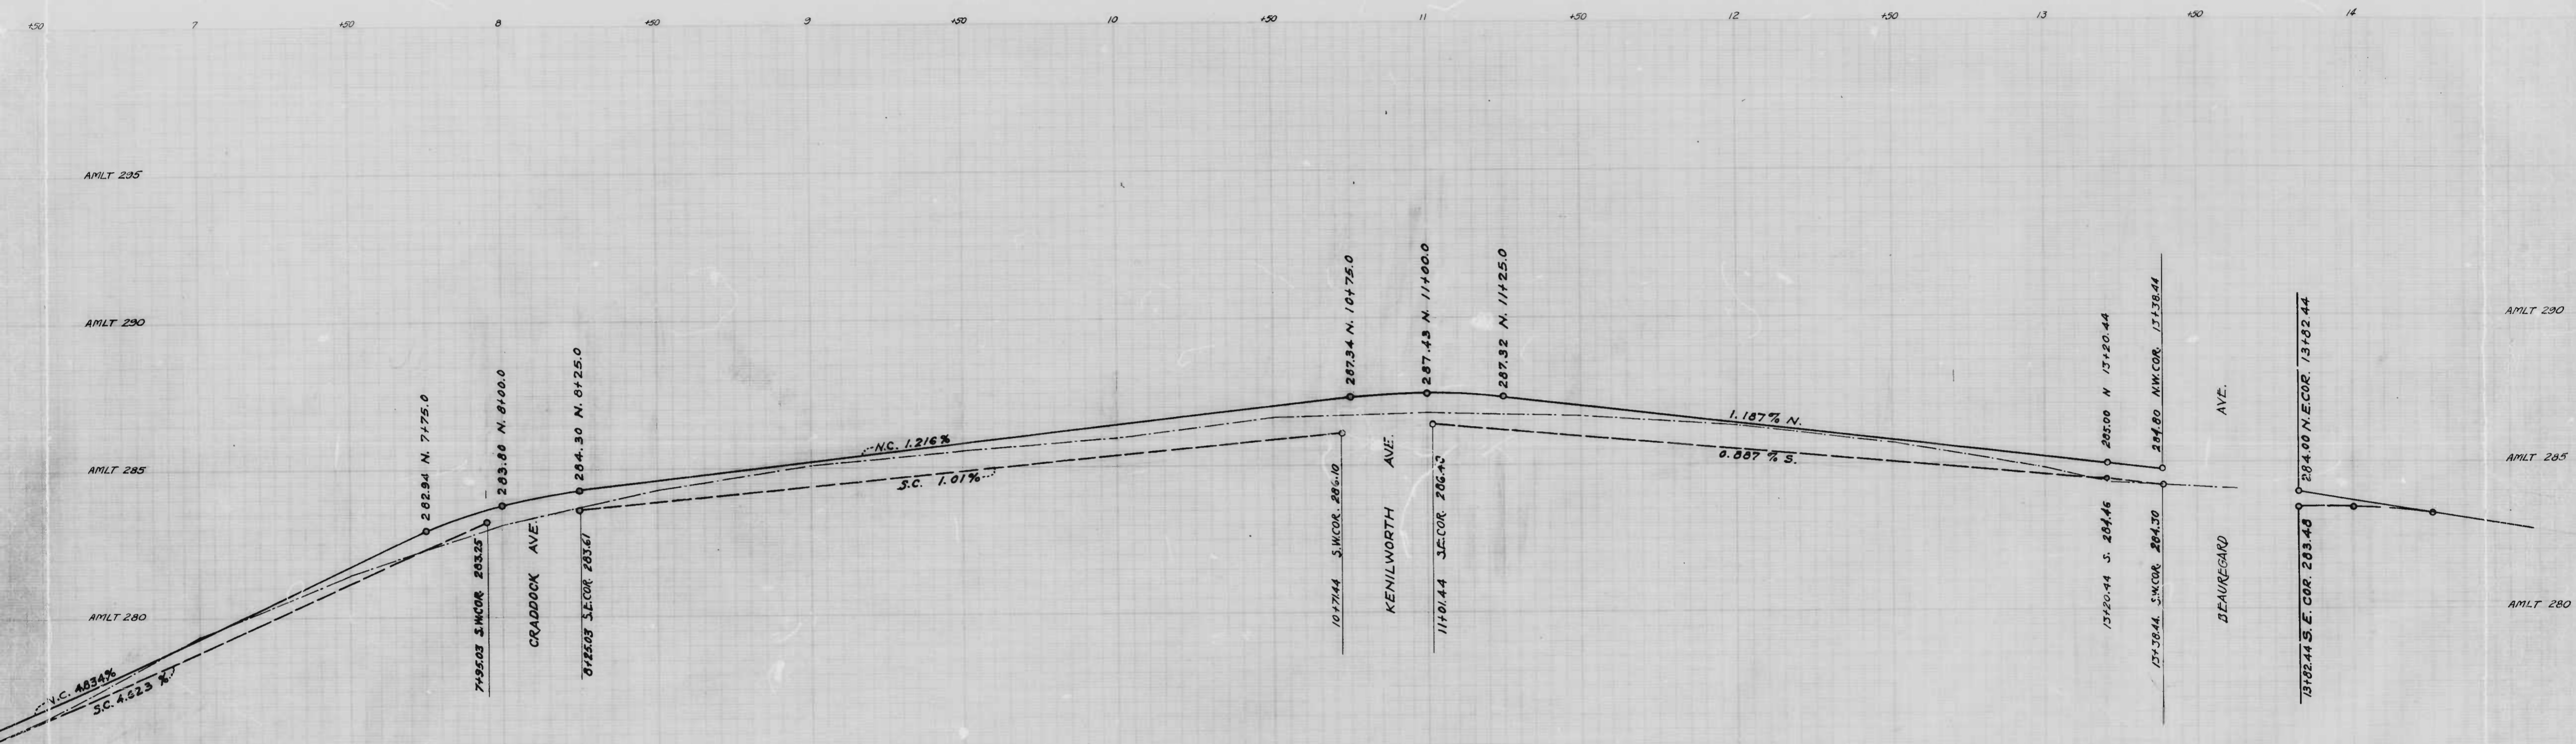 +50 7 +50 8 +50 9 +50 10 +50 11 +50 12 +50 13 +50 14
AMLT 295
AMLT 290
AMLT 285
AMLT 280
N.C. 4.834%
S.C. 4.623 %
282.94 N. 7+75.0
283.80 N. 8+00.0
284.30 N. 8+25.0
7+95.03 S.W.COR. 283.25
CRADDOCK AVE.
8+25.03 S.E.COR. 283.61
N.C. 1.216%
S.C. 1.01%
287.34 N. 10+75.0
287.43 N. 11+00.0
287.32 N. 11+25.0
10+71.44 S.W.COR. 286.10
KENILWORTH AVE.
11+01.44 S.E.COR. 286.40
1.187% N.
0.887 % S.
285.00 N 13+20.44
284.80 N.W.COR. 13+38.44
13+20.44 S. 284.46
13+38.44 S.W.COR. 284.30
BEAUREGARD AVE.
284.00 N.E.COR. 13+82.44
13+82.44 S.E. COR. 283.48
AMLT 290
AMLT 285
AMLT 280